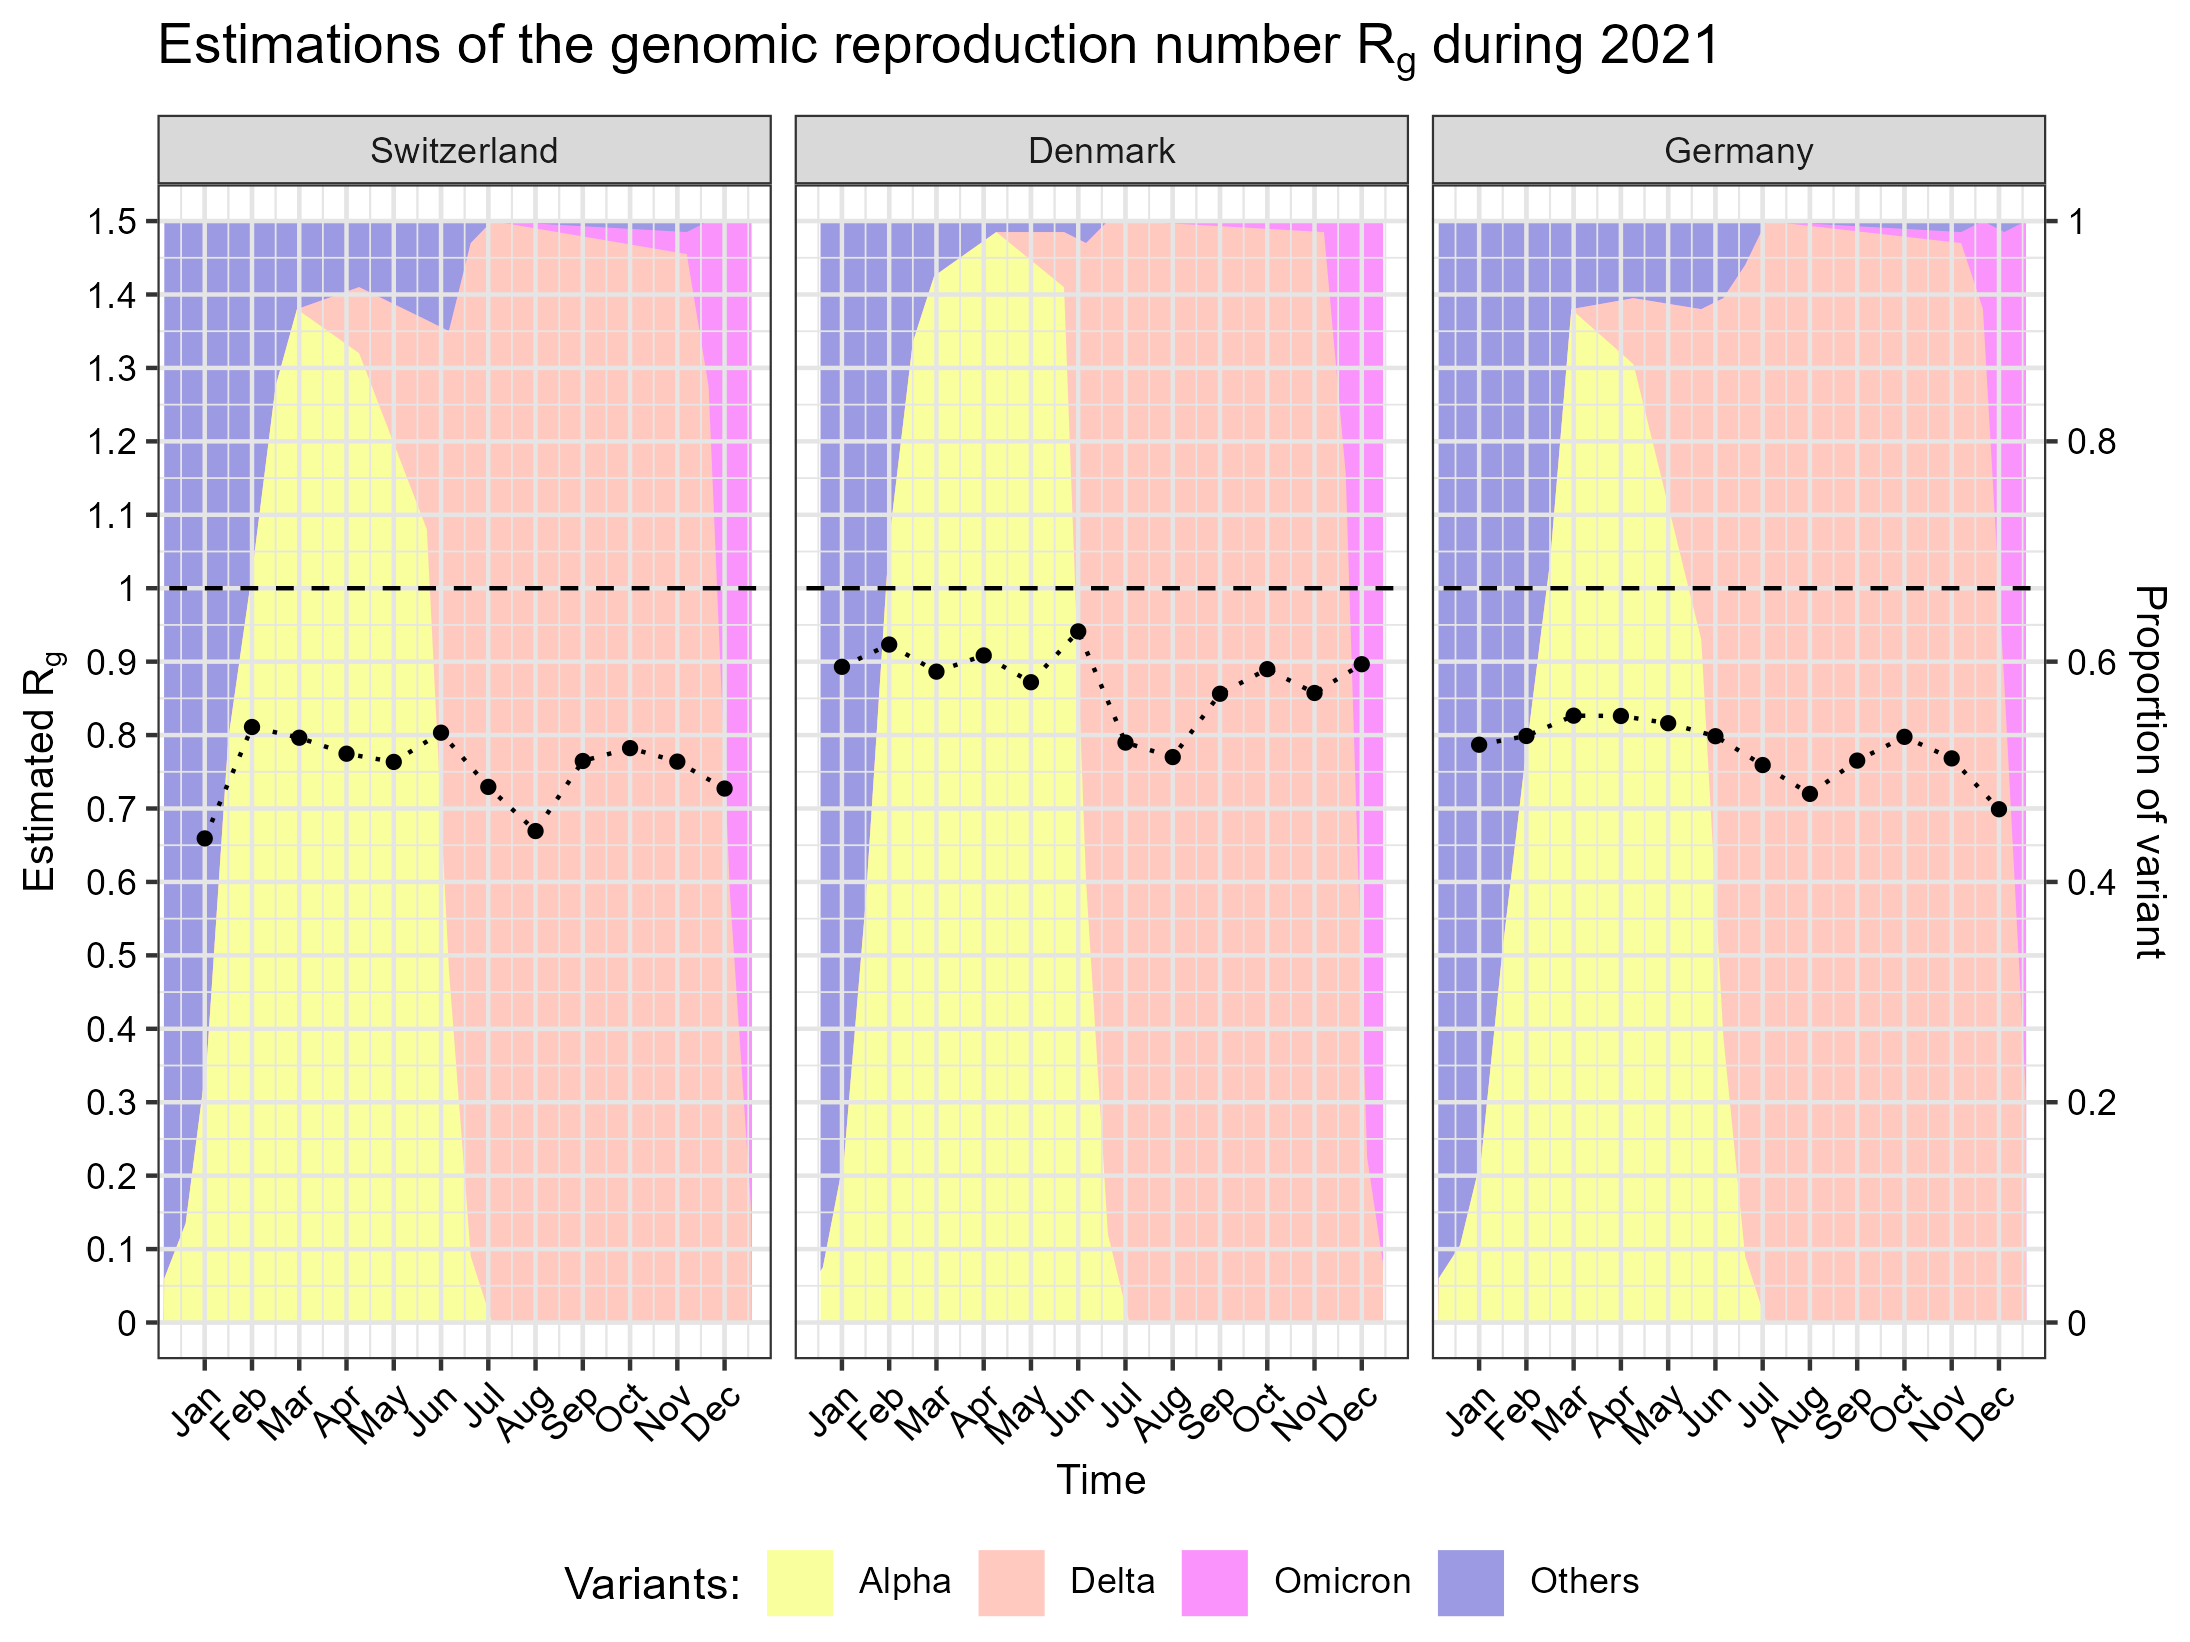 Estimations of the genomic reproduction number Rg during 2021
Switzerland
Denmark
Germany
Estimated Rg
1.5
1.4
1.3
1.2
1.1
1
0.9
0.8
0.7
0.6
0.5
0.4
0.3
0.2
0.1
0
1
0.8
0.6
0.4
0.2
0
Proportion of variant
Jan Feb Mar Apr May Jun Jul Aug Sep Oct Nov Dec
Jan Feb Mar Apr May Jun Jul Aug Sep Oct Nov Dec
Jan Feb Mar Apr May Jun Jul Aug Sep Oct Nov Dec
Time
Variants: Alpha Delta Omicron Others